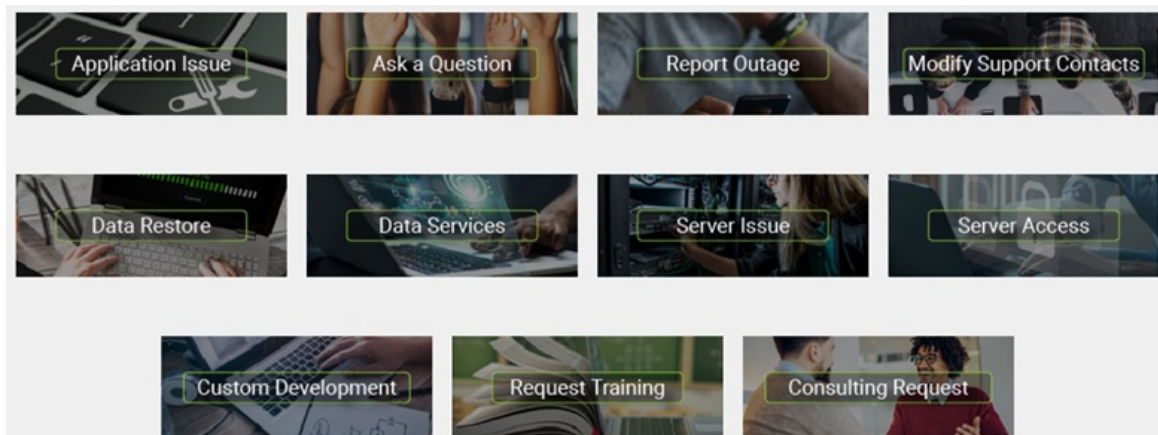 Application Issue
Ask a Question
Report Outage
Modify Support Contacts
Data Restore
Data Services
Server Issue
Server Access
Custom Development
Request Training
Consulting Request